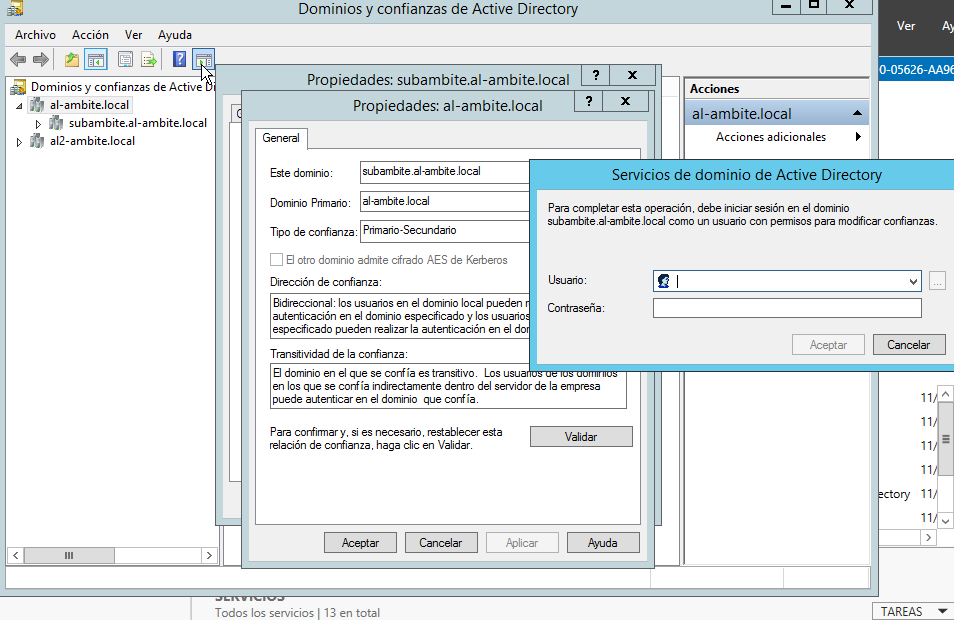 Dominios y confianzas de Active Directory
Archivo Acción Ver Ayuda
Ver
Dominios y confianzas de Active Di
al-ambite.local
subambite.al-ambite.local
al2-ambite.local
Propiedades: subambite.al-ambite.local
Propiedades: al-ambite.local
General
Este dominio: subambite.al-ambite.local
Dominio Primario: al-ambite.local
Tipo de confianza: Primario-Secundario
El otro dominio admite cifrado AES de Kerberos
Dirección de confianza:
Bidireccional: los usuarios en el dominio local pueden r
autenticación en el dominio especificado y los usuarios
especificado pueden realizar la autenticación en el dor
Transitividad de la confianza:
El dominio en el que se confía es transitivo. Los usuarios de los dominios
en los que se confía indirectamente dentro del servidor de la empresa
puede autenticar en el dominio que confía.
Para confirmar y, si es necesario, restablecer esta
relación de confianza, haga clic en Validar.
Validar
Aceptar Cancelar Aplicar Ayuda
Acciones
al-ambite.local
Acciones adicionales
0-05626-AA96
Servicios de dominio de Active Directory
Para completar esta operación, debe iniciar sesión en el dominio
subambite.al-ambite.local como un usuario con permisos para modificar confianzas.
Usuario:
Contraseña:
Aceptar Cancelar
11/
11/
11/
11/
ectory 11/
11/
SERVICIOS
Todos los servicios | 13 en total
TAREAS